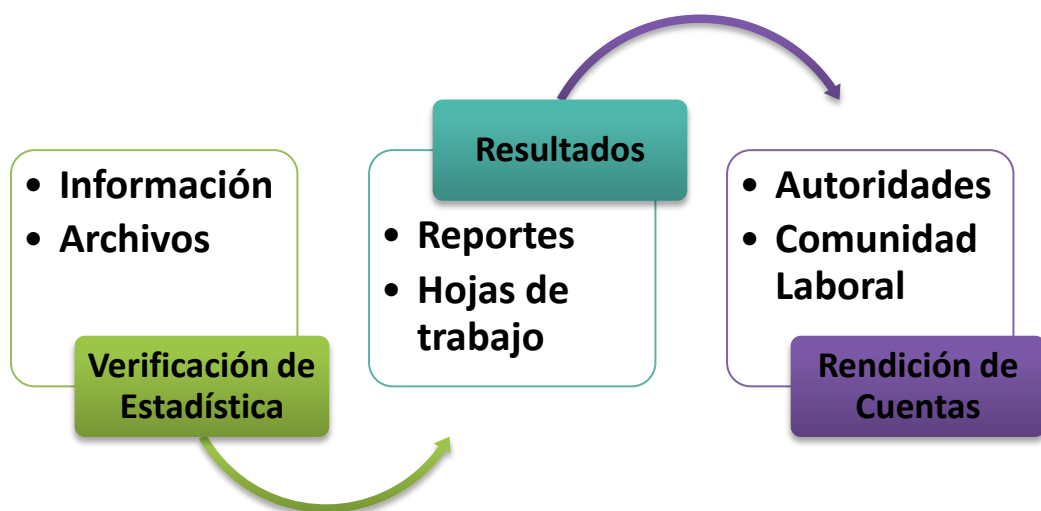 • Información
• Archivos
Verificación de
Estadística
Resultados
• Reportes
• Hojas de
trabajo
• Autoridades
• Comunidad
Laboral
Rendición de
Cuentas